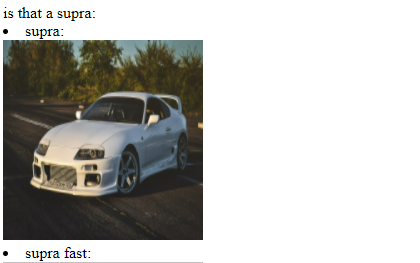 is that a supra:
• supra:
• supra fast: